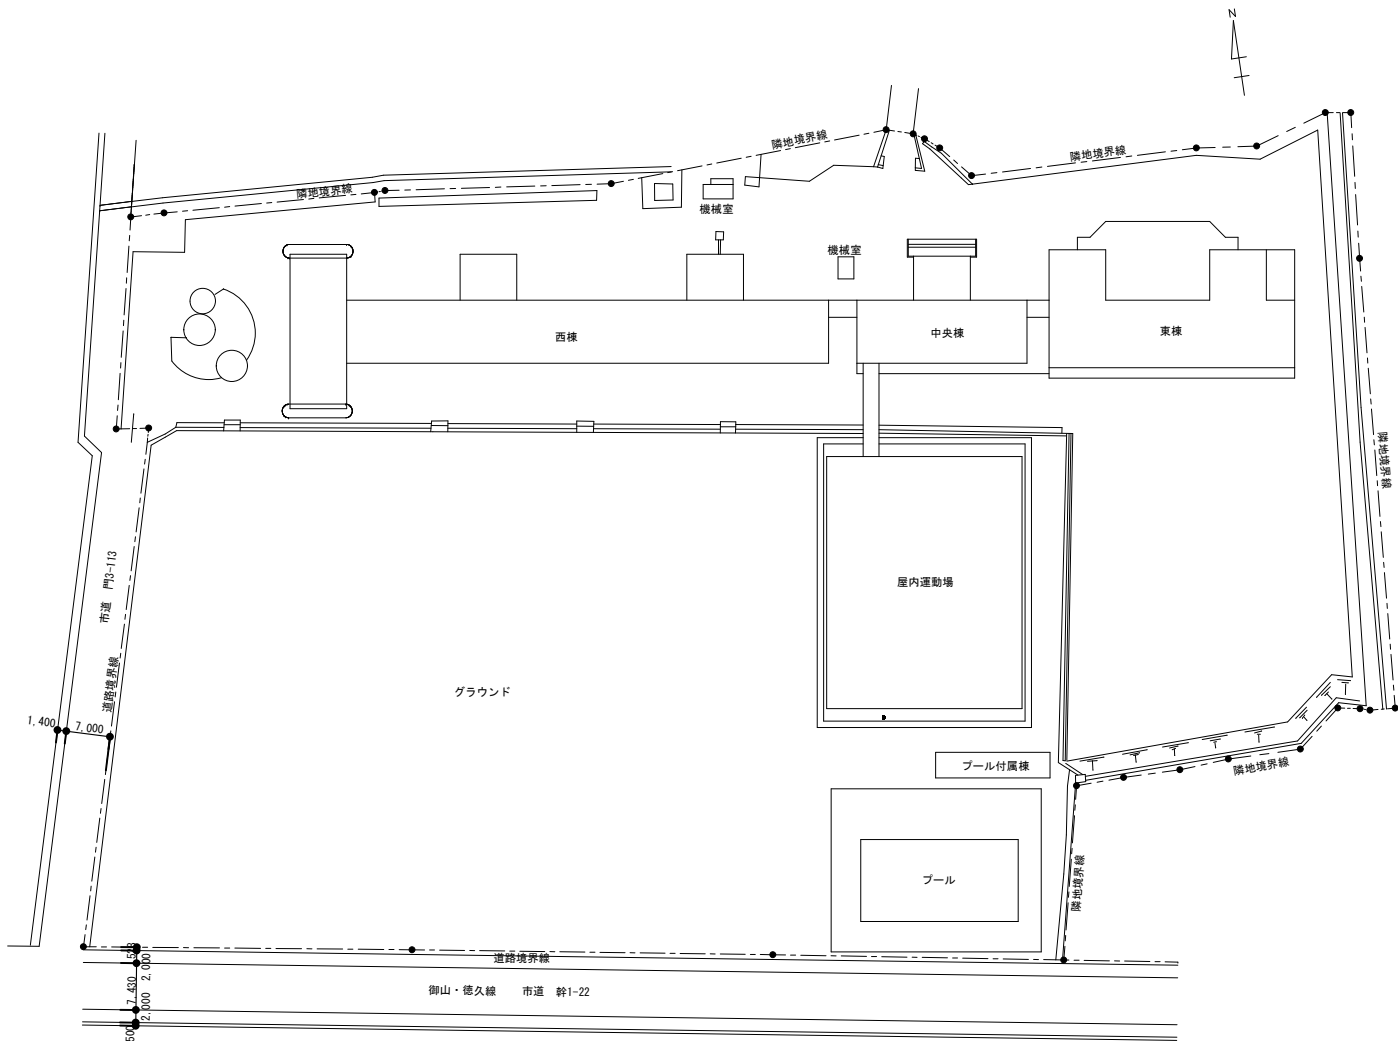 N
隣地境界線
隣地境界線
隣地境界線
機械室
機械室
西棟
中央棟
東棟
隣地境界線
市道　門3-113
道路境界線
屋内運動場
グラウンド
1,400
7,000
プール付属棟
隣地境界線
プール
隣地境界線
道路境界線
2,000
7,430
2,000
500
御山・徳久線　市道　幹1-22